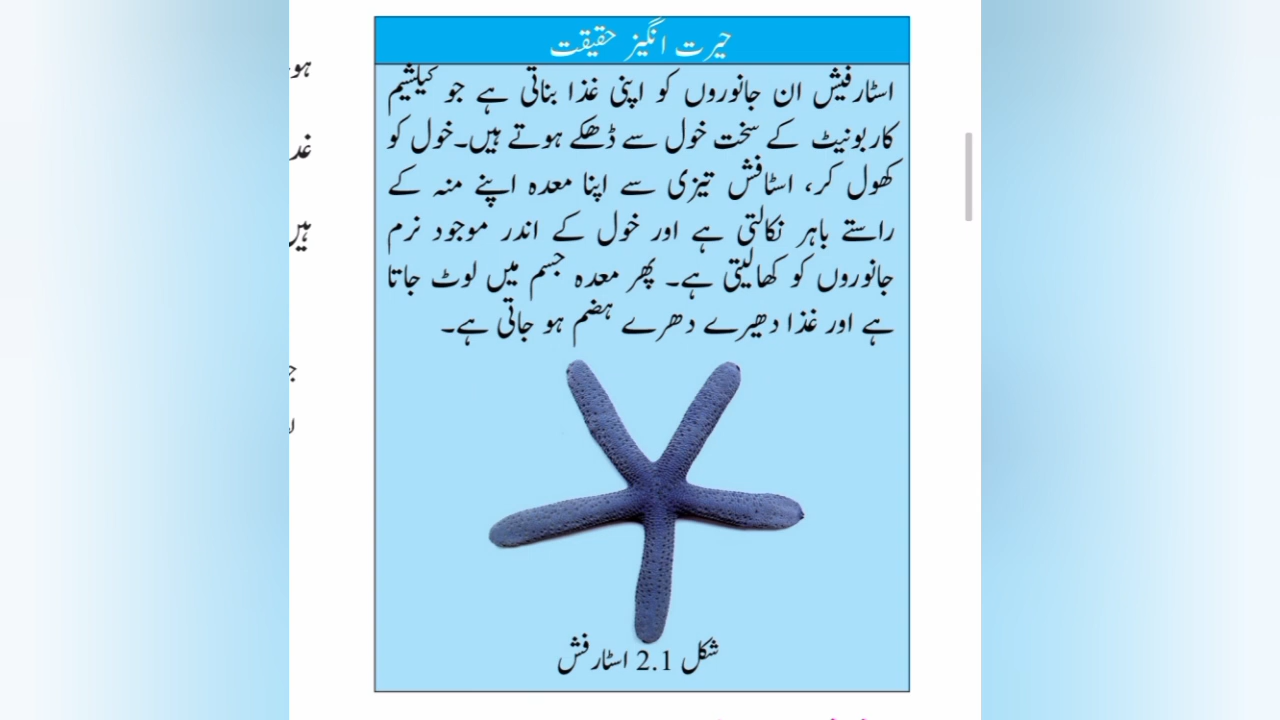 حیرت انگیز حقیقت
اسٹارفیش ان جانوروں کو اپنی غذا بناتی ہے جو کیلشیم
کاربونیٹ کے سخت خول سے ڈھکے ہوتے ہیں۔ خول کو
کھول کر، اسٹافش تیزی سے اپنا معدہ اپنے منہ کے
راستے باہر نکالتی ہے اور خول کے اندر موجود نرم
جانوروں کو کھالیتی ہے۔ پھر معدہ جسم میں لوٹ جاتا
ہے اور غذا دھیرے دھرے ہضم ہو جاتی ہے۔
شکل 2.1 اسٹارفش
ہو
غذ
ہیں